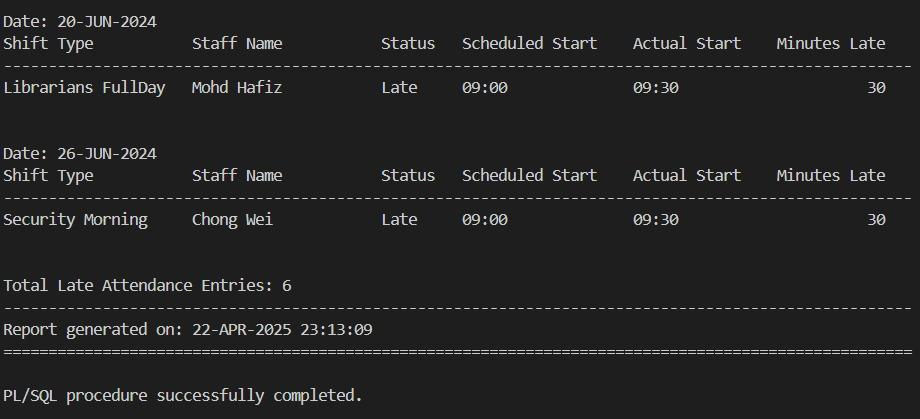 Date: 20-JUN-2024
Shift Type           Staff Name           Status   Scheduled Start    Actual Start    Minutes Late
-----------------------------------------------------------------------------------------------------
Librarians FullDay   Mohd Hafiz           Late     09:00              09:30                     30
Date: 26-JUN-2024
Shift Type           Staff Name           Status   Scheduled Start    Actual Start    Minutes Late
-----------------------------------------------------------------------------------------------------
Security Morning     Chong Wei            Late     09:00              09:30                     30
Total Late Attendance Entries: 6
-----------------------------------------------------------------------------------------------------
Report generated on: 22-APR-2025 23:13:09
=====================================================================================================
PL/SQL procedure successfully completed.